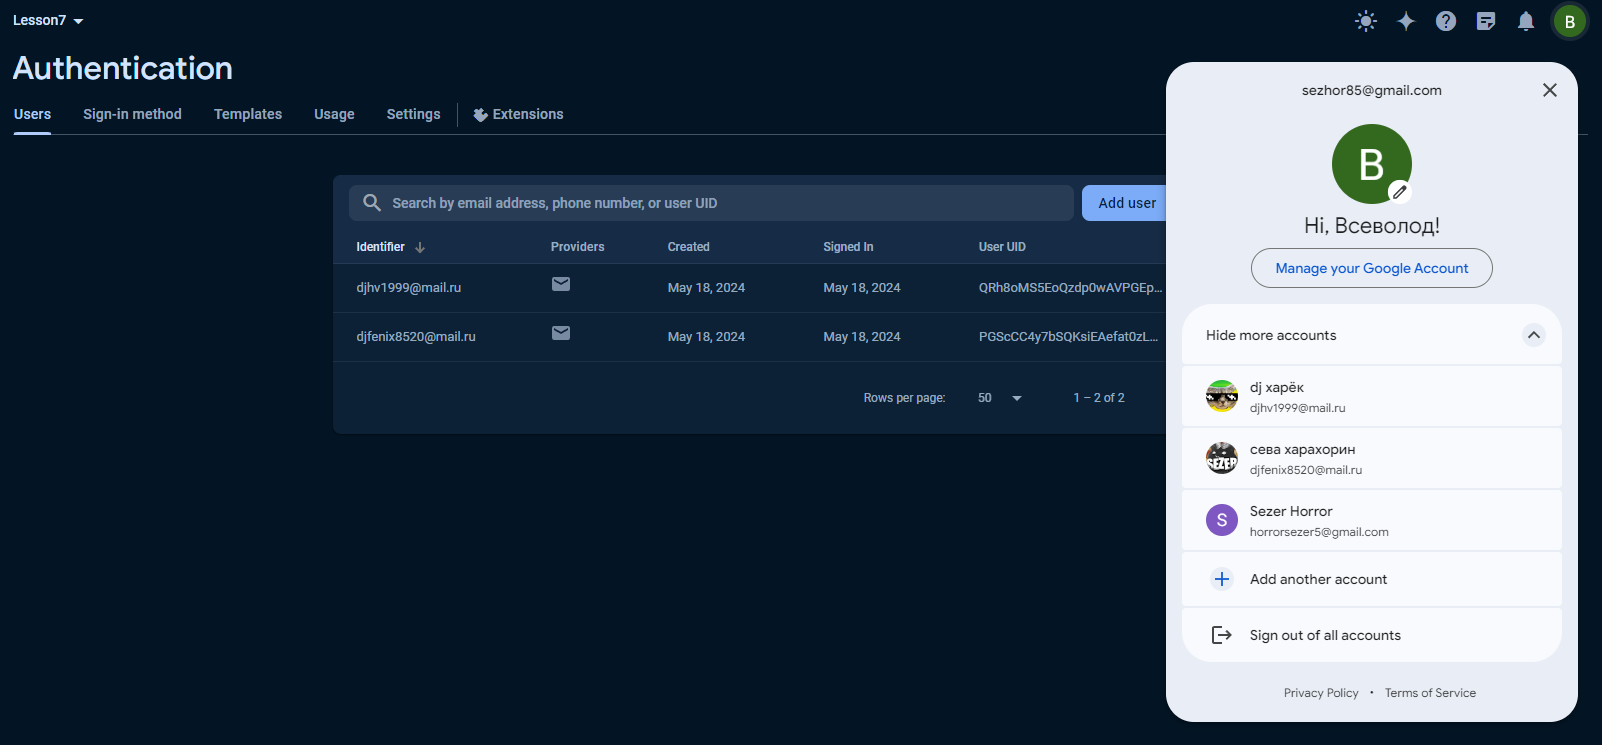 Lesson7
B
Authentication
Users Sign-in method Templates Usage Settings Extensions
Search by email address, phone number, or user UID
Add user
Identifier Providers Created Signed In User UID
djhv1999@mail.ru May 18, 2024 May 18, 2024 QRh8oMS5EoQzdp0wAVPGEp...
djfenix8520@mail.ru May 18, 2024 May 18, 2024 PGScCC4y7bSQKsiEAefat0zL...
Rows per page: 50 1 – 2 of 2
sezhor85@gmail.com
В
Hi, Всеволод!
Manage your Google Account
Hide more accounts
dj харёк
djhv1999@mail.ru
SEZER
сева харахорин
djfenix8520@mail.ru
S
Sezer Horror
horrorsezer5@gmail.com
Add another account
Sign out of all accounts
Privacy Policy • Terms of Service